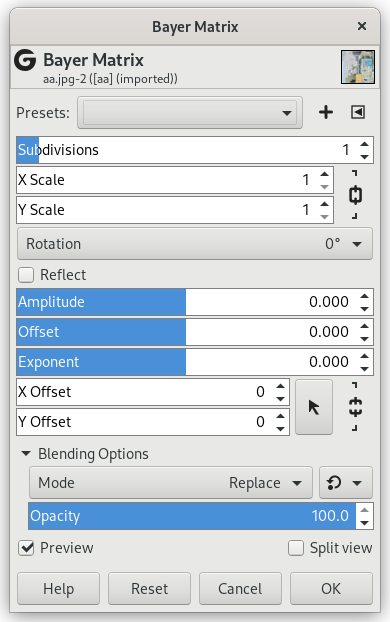 Bayer Matrix
Bayer Matrix
aa.jpg-2 ([aa] (imported))
Presets:
Subdivisions 1
X Scale 1
Y Scale 1
Rotation 0°
Reflect
Amplitude 0.000
Offset 0.000
Exponent 0.000
X Offset 0
Y Offset 0
Blending Options
Mode Replace
Opacity 100.0
Preview Split view
Help Reset Cancel OK